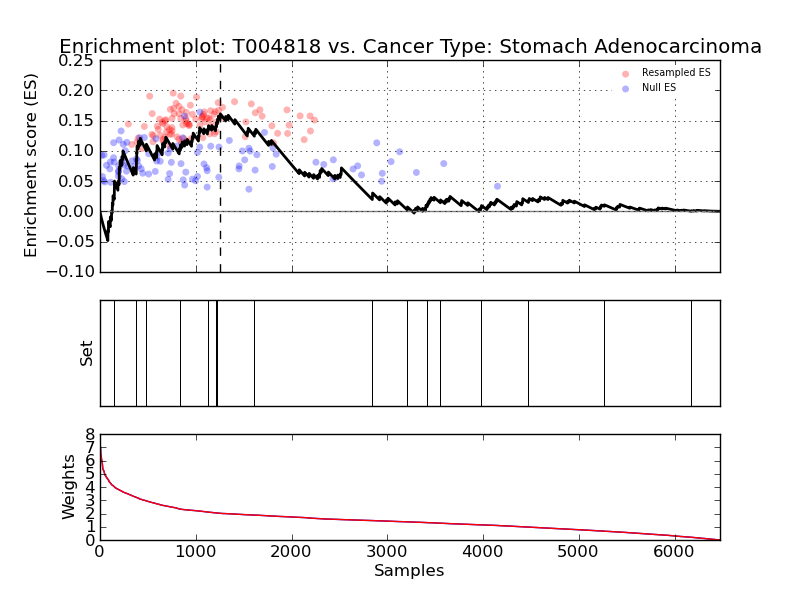 Enrichment plot: T004818 vs. Cancer Type: Stomach Adenocarcinoma
Enrichment score (ES)
0.25
0.20
0.15
0.10
0.05
0.00
−0.05
−0.10
Resampled ES
Null ES
Set
Weights
8
7
6
5
4
3
2
1
0
0 1000 2000 3000 4000 5000 6000
Samples